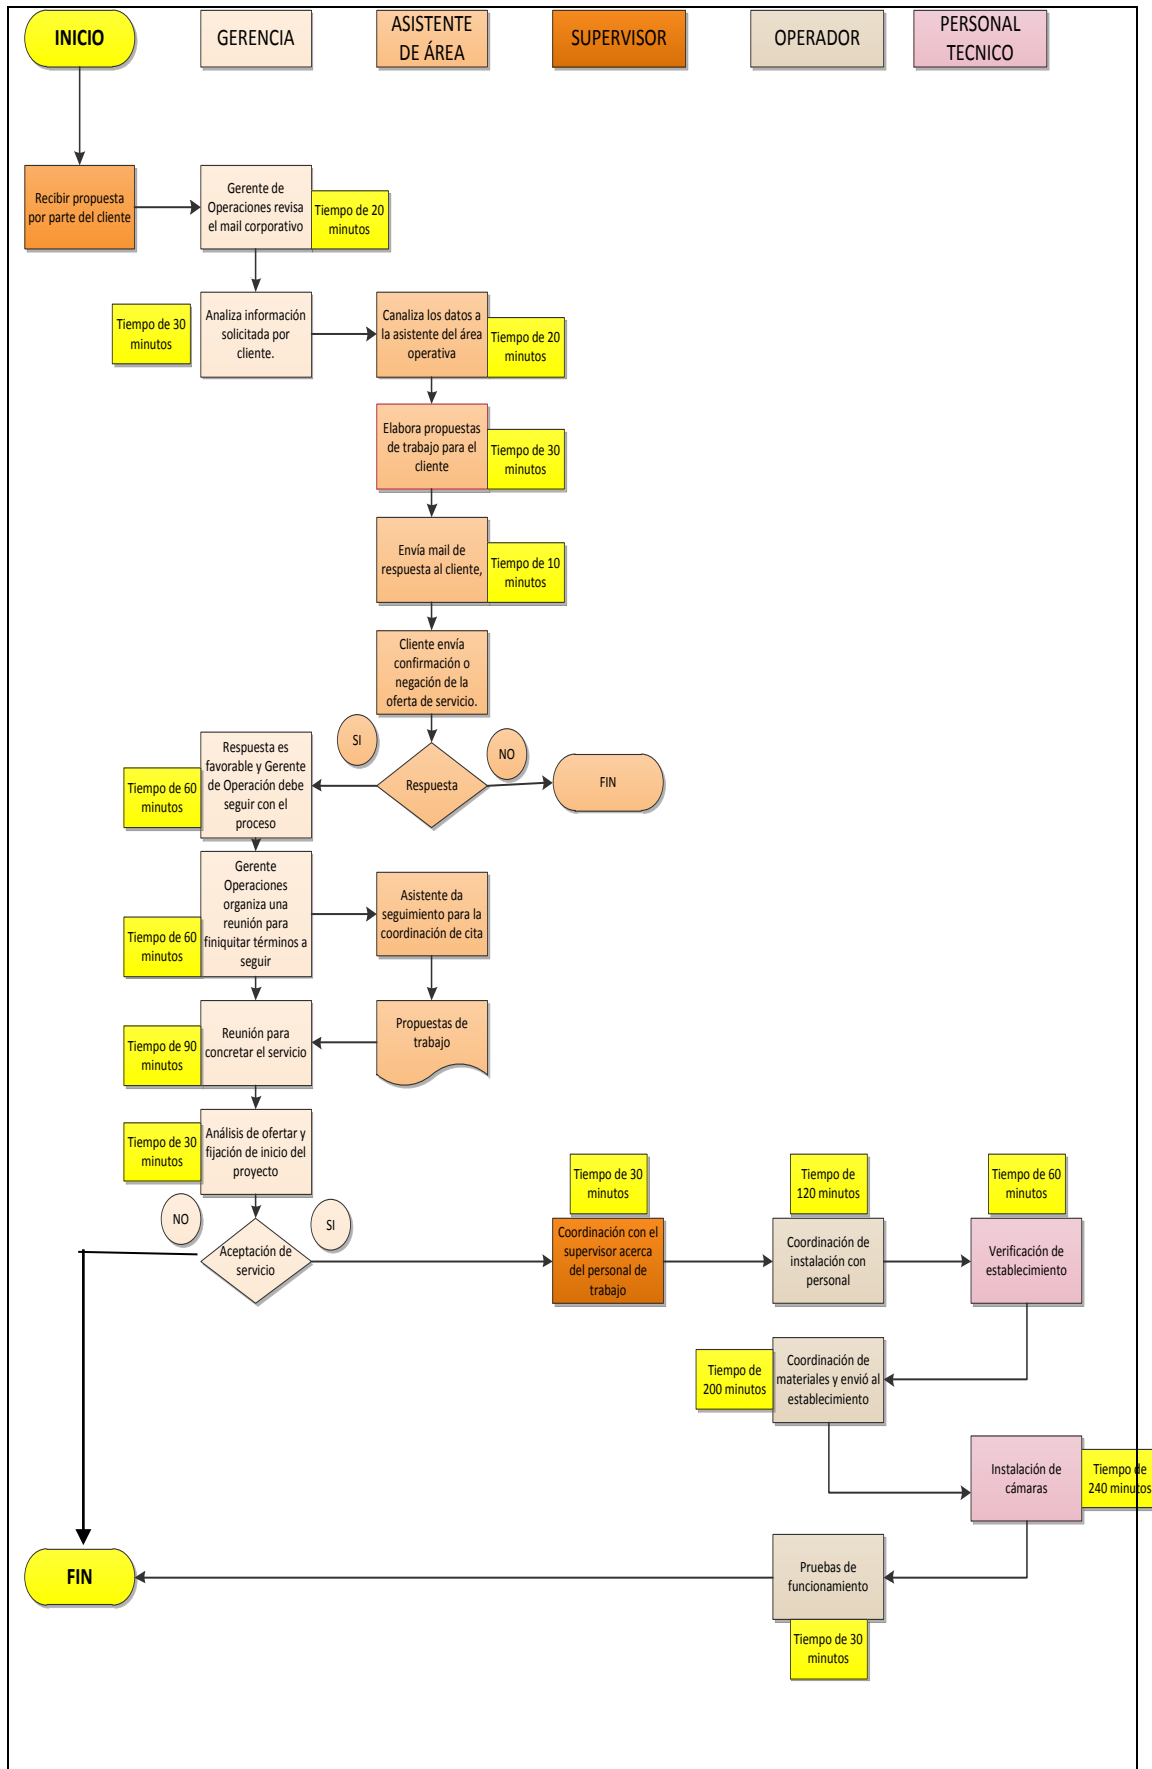 INICIO
GERENCIA
ASISTENTE
DE ÁREA
SUPERVISOR
OPERADOR
PERSONAL
TECNICO
Recibir propuesta
por parte del cliente
Gerente de
Operaciones revisa
el mail corporativo
Tiempo de 20
minutos
Tiempo de 30
minutos
Analiza información
solicitada por
cliente.
Canaliza los datos a
la asistente del área
operativa
Tiempo de 20
minutos
Elabora propuestas
de trabajo para el
cliente
Tiempo de 30
minutos
Envía mail de
respuesta al cliente,
Tiempo de 10
minutos
Cliente envía
confirmación o
negación de la
oferta de servicio.
SI
NO
Respuesta
FIN
Respuesta es
favorable y Gerente
de Operación debe
seguir con el
proceso
Tiempo de 60
minutos
Gerente
Operaciones
organiza una
reunión para
finiquitar términos a
seguir
Tiempo de 60
minutos
Asistente da
seguimiento para la
coordinación de cita
Reunión para
concretar el servicio
Tiempo de 90
minutos
Propuestas de
trabajo
Análisis de ofertar y
fijación de inicio del
proyecto
Tiempo de 30
minutos
NO
SI
Aceptación de
servicio
Tiempo de 30
minutos
Coordinación con el
supervisor acerca
del personal de
trabajo
Tiempo de
120 minutos
Coordinación de
instalación con
personal
Tiempo de 60
minutos
Verificación de
establecimiento
Tiempo de
200 minutos
Coordinación de
materiales y envió al
establecimiento
Instalación de
cámaras
Tiempo de
240 minutos
FIN
Pruebas de
funcionamiento
Tiempo de 30
minutos